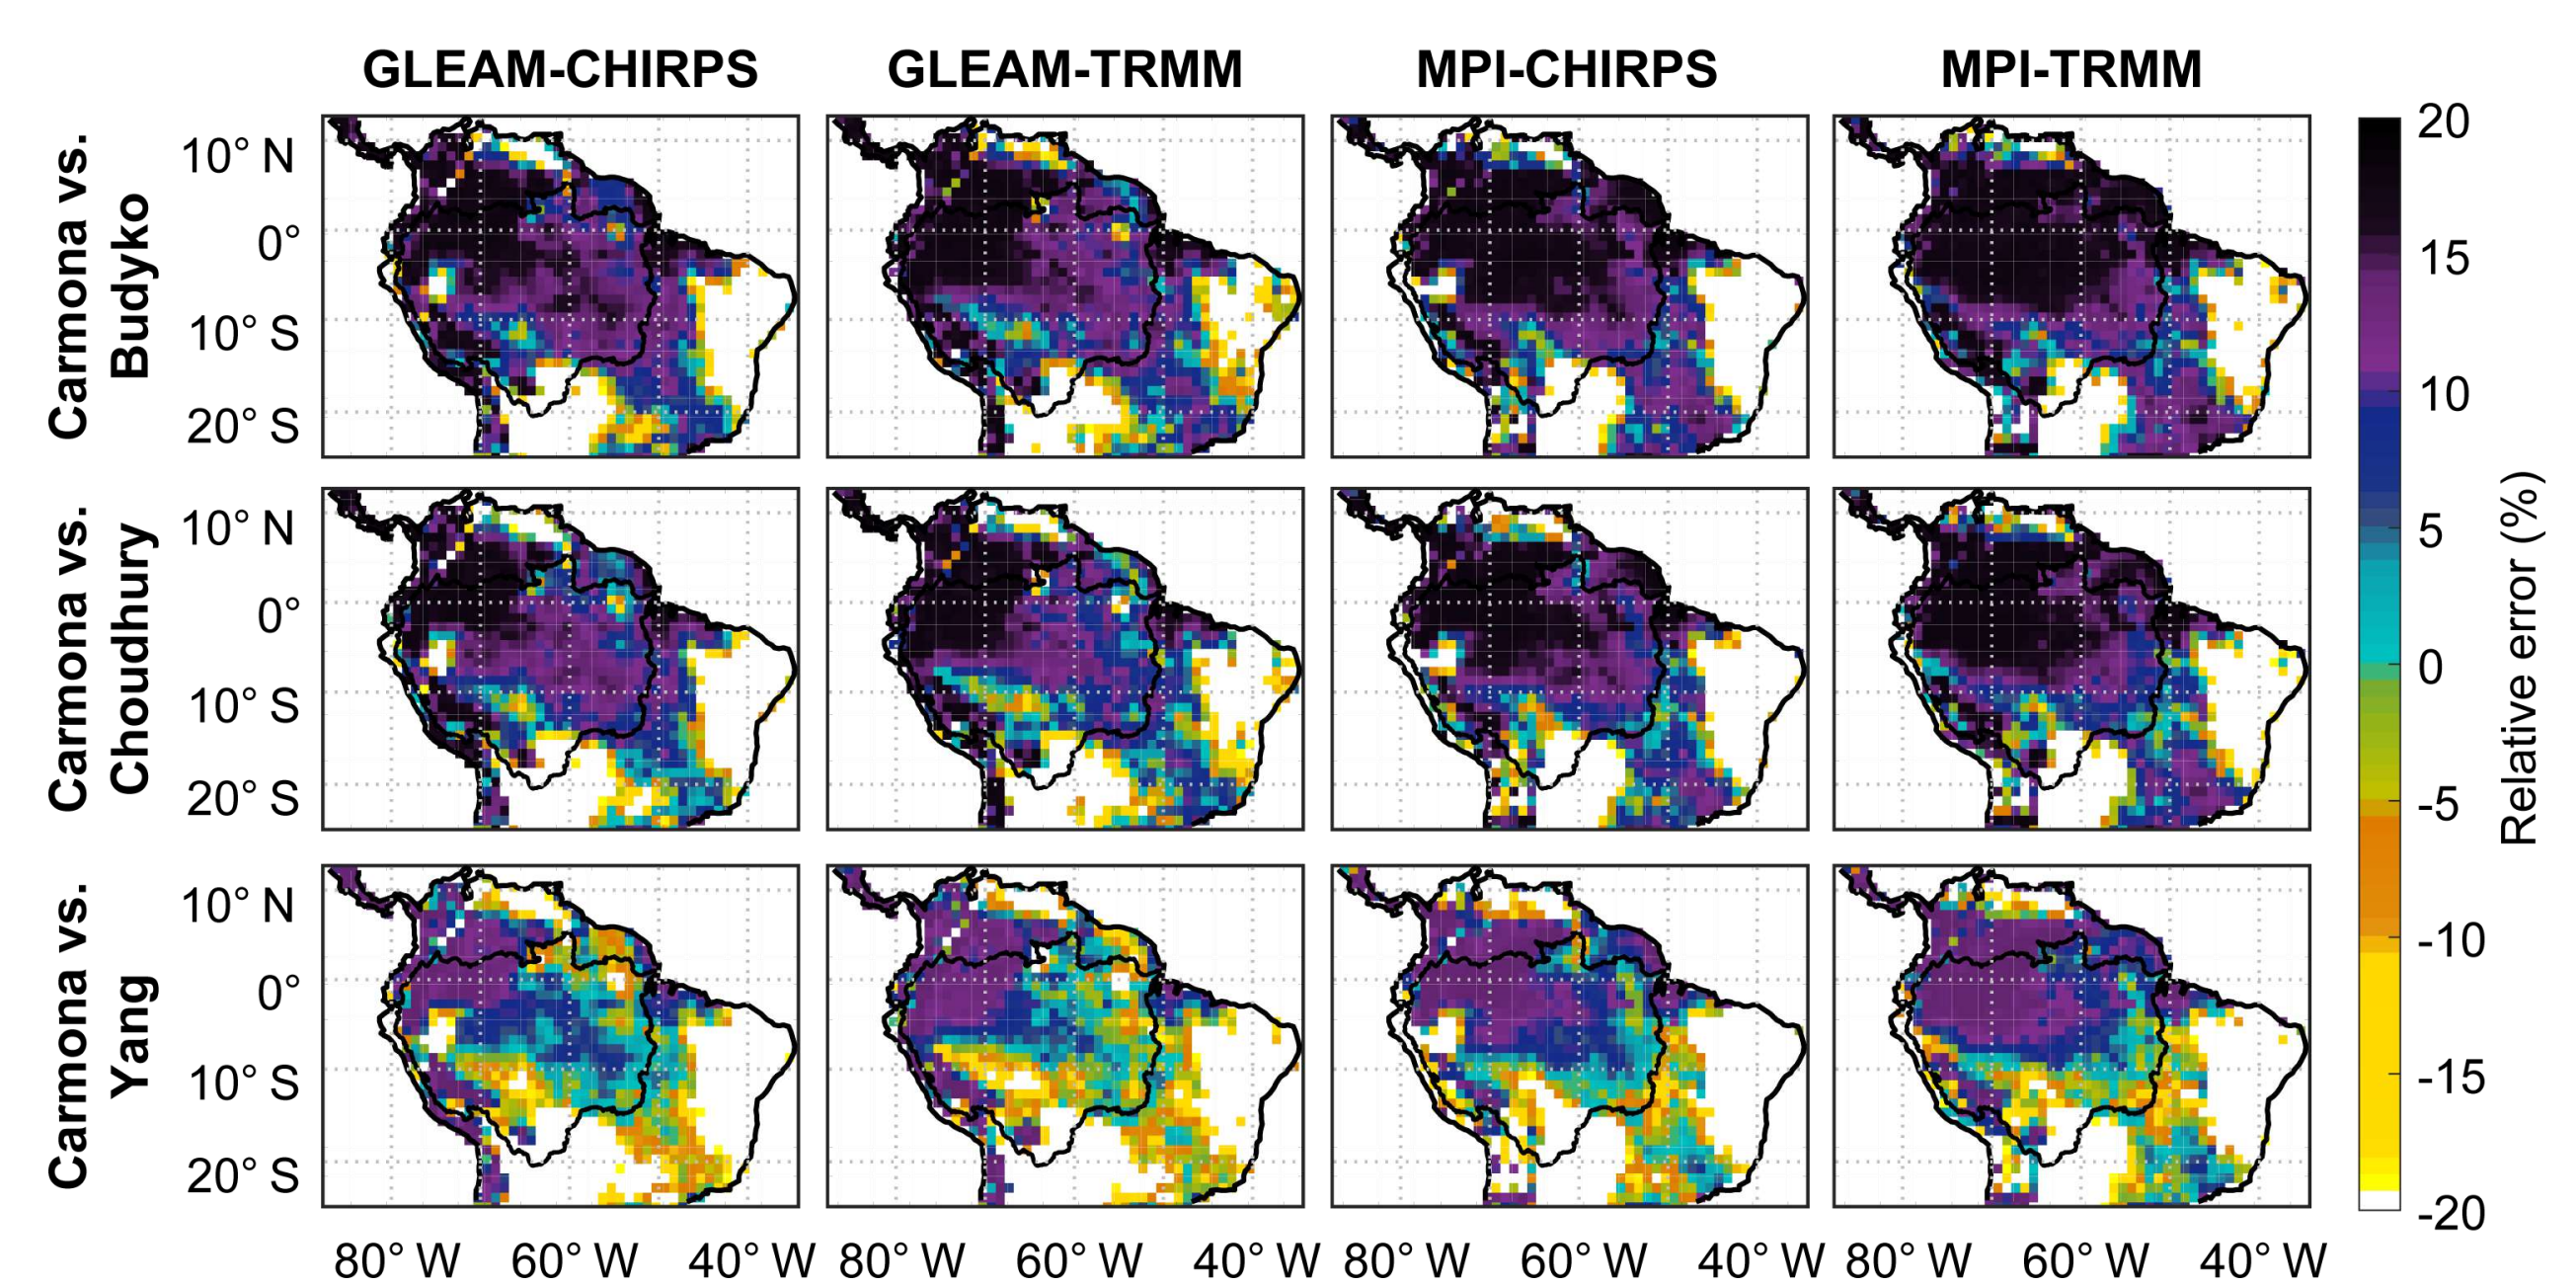 GLEAM-CHIRPS GLEAM-TRMM MPI-CHIRPS MPI-TRMM
Carmona vs.
Budyko
10° N
0°
10° S
20° S
Carmona vs.
Choudhury
10° N
0°
10° S
20° S
Carmona vs.
Yang
10° N
0°
10° S
20° S
80° W 60° W 40° W 80° W 60° W 40° W 80° W 60° W 40° W 80° W 60° W 40° W
20
15
10
5
0
-5
-10
-15
-20
Relative error (%)